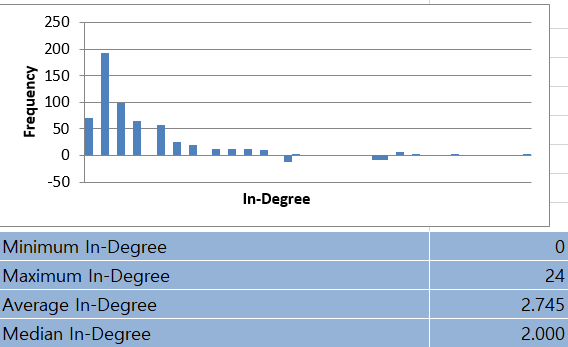 250
200
150
100
50
0
-50
Frequency
In-Degree
Minimum In-Degree 0
Maximum In-Degree 24
Average In-Degree 2.745
Median In-Degree 2.000